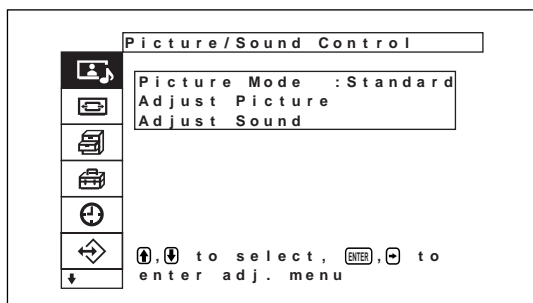 Picture/Sound Control
Picture Mode :Standard
Adjust Picture
Adjust Sound
↑,↓ to select, ENTER,→ to
enter adj. menu